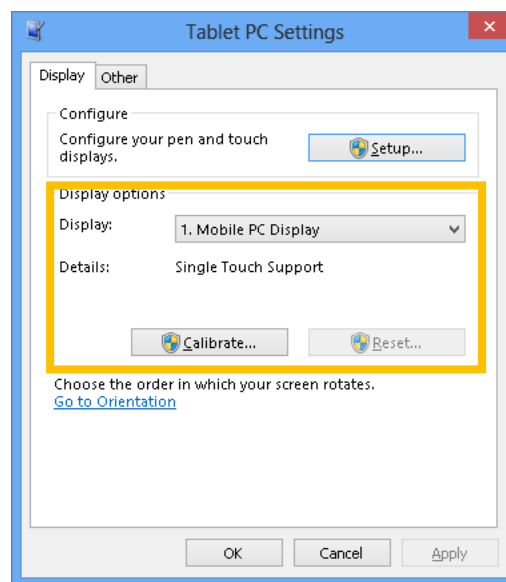 Tablet PC Settings
Display
Other
Configure
Configure your pen and touch
displays.
Setup...
Display options
Display:
1. Mobile PC Display
Details:
Single Touch Support
Calibrate...
Reset...
Choose the order in which your screen rotates.
Go to Orientation
OK
Cancel
Apply